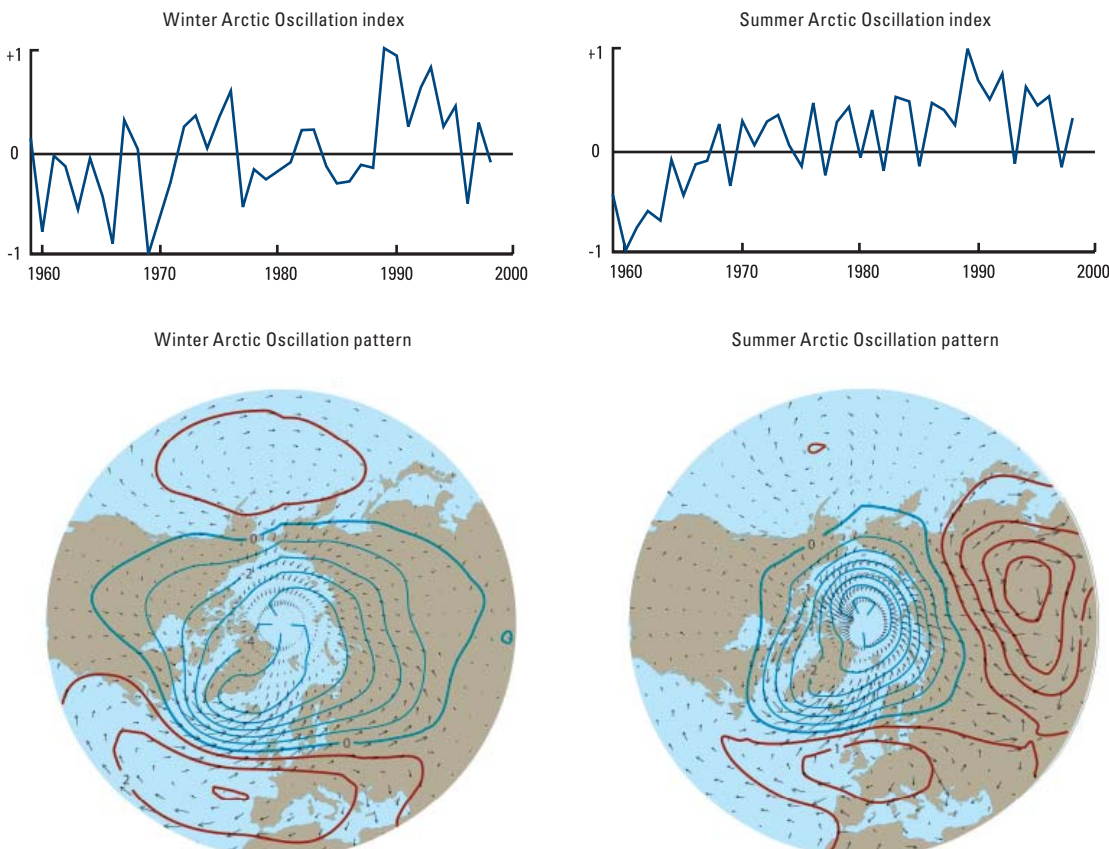 Winter Arctic Oscillation index
+1
0
-1
1960 1970 1980 1990 2000
Summer Arctic Oscillation index
+1
0
-1
1960 1970 1980 1990 2000
Winter Arctic Oscillation pattern
0
-2
0
2
Summer Arctic Oscillation pattern
0
1